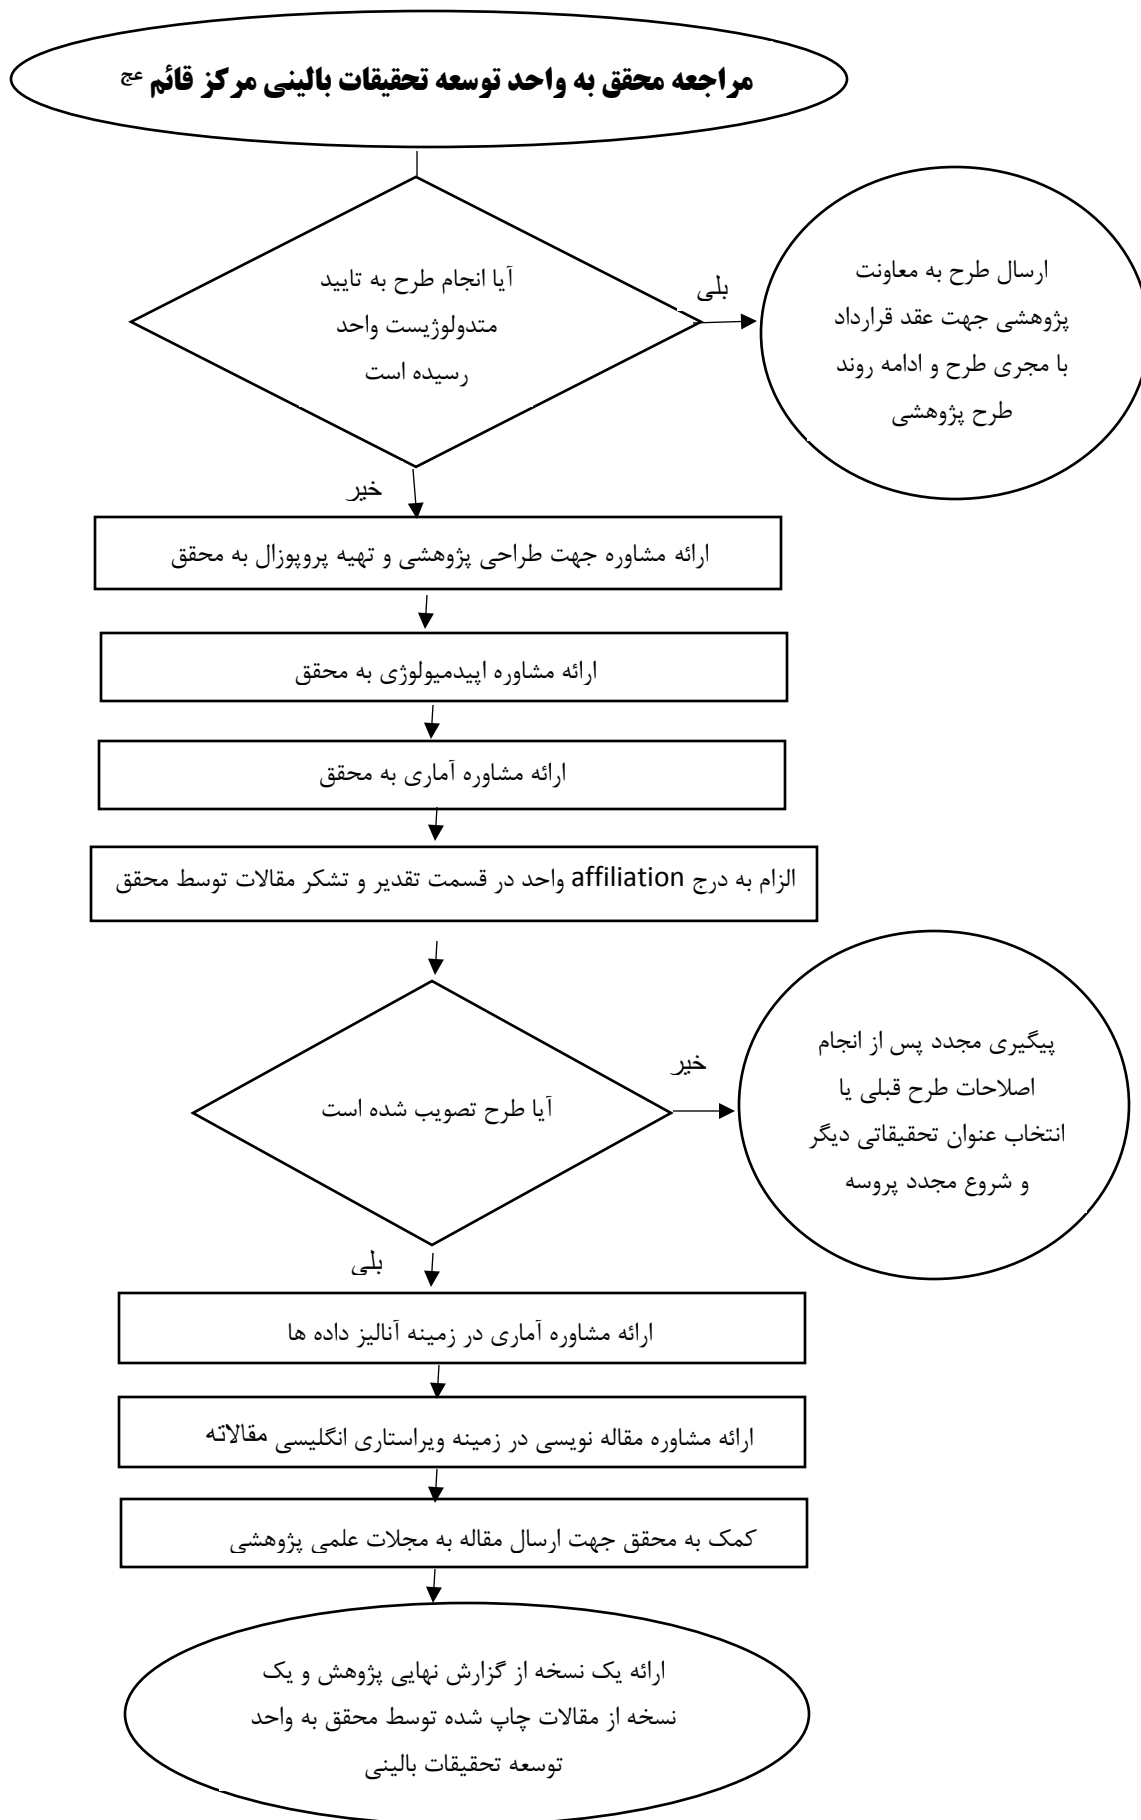 مراجعه محقق به واحد توسعه تحقیقات بالینی مرکز قائم عج
آیا انجام طرح به تایید
متدولوژیست واحد
رسیده است
بلی
ارسال طرح به معاونت
پژوهشی جهت عقد قرارداد
با مجری طرح و ادامه روند
طرح پژوهشی
خیر
ارائه مشاوره جهت طراحی پژوهشی و تهیه پروپوزال به محقق
ارائه مشاوره اپیدمیولوژی به محقق
ارائه مشاوره آماری به محقق
الزام به درج affiliation واحد در قسمت تقدیر و تشکر مقالات توسط محقق
آیا طرح تصویب شده است
خیر
پیگیری مجدد پس از انجام
اصلاحات طرح قبلی یا
انتخاب عنوان تحقیقاتی دیگر
و شروع مجدد پروسه
بلی
ارائه مشاوره آماری در زمینه آنالیز داده ها
ارائه مشاوره مقاله نویسی در زمینه ویراستاری انگلیسی مقالاته
کمک به محقق جهت ارسال مقاله به مجلات علمی پژوهشی
ارائه یک نسخه از گزارش نهایی پژوهش و یک
نسخه از مقالات چاپ شده توسط محقق به واحد
توسعه تحقیقات بالینی